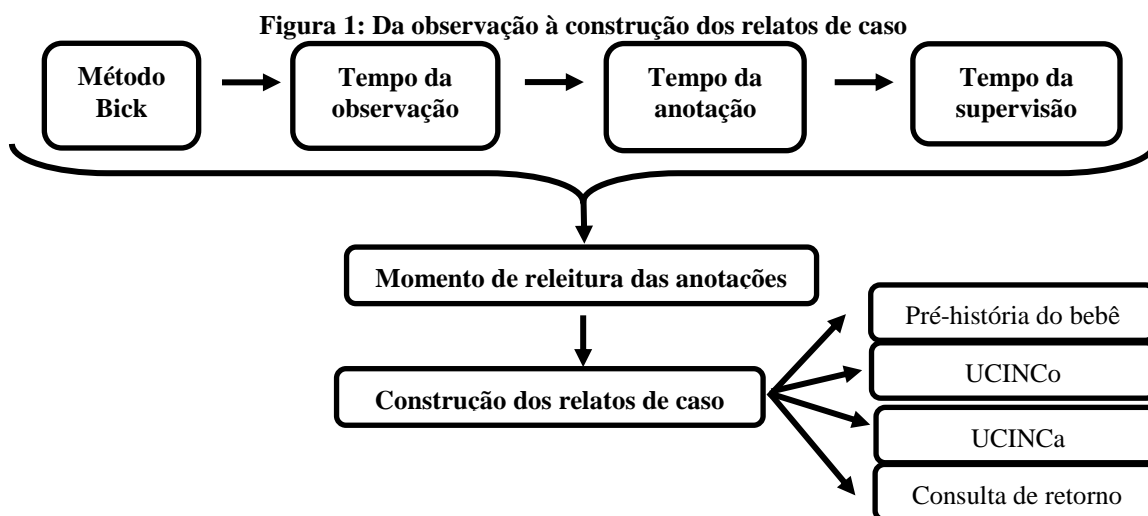 Figura 1: Da observação à construção dos relatos de caso
Método
Bick
Tempo da
observação
Tempo da
anotação
Tempo da
supervisão
Momento de releitura das anotações
Construção dos relatos de caso
Pré-história do bebê
UCINCo
UCINCa
Consulta de retorno